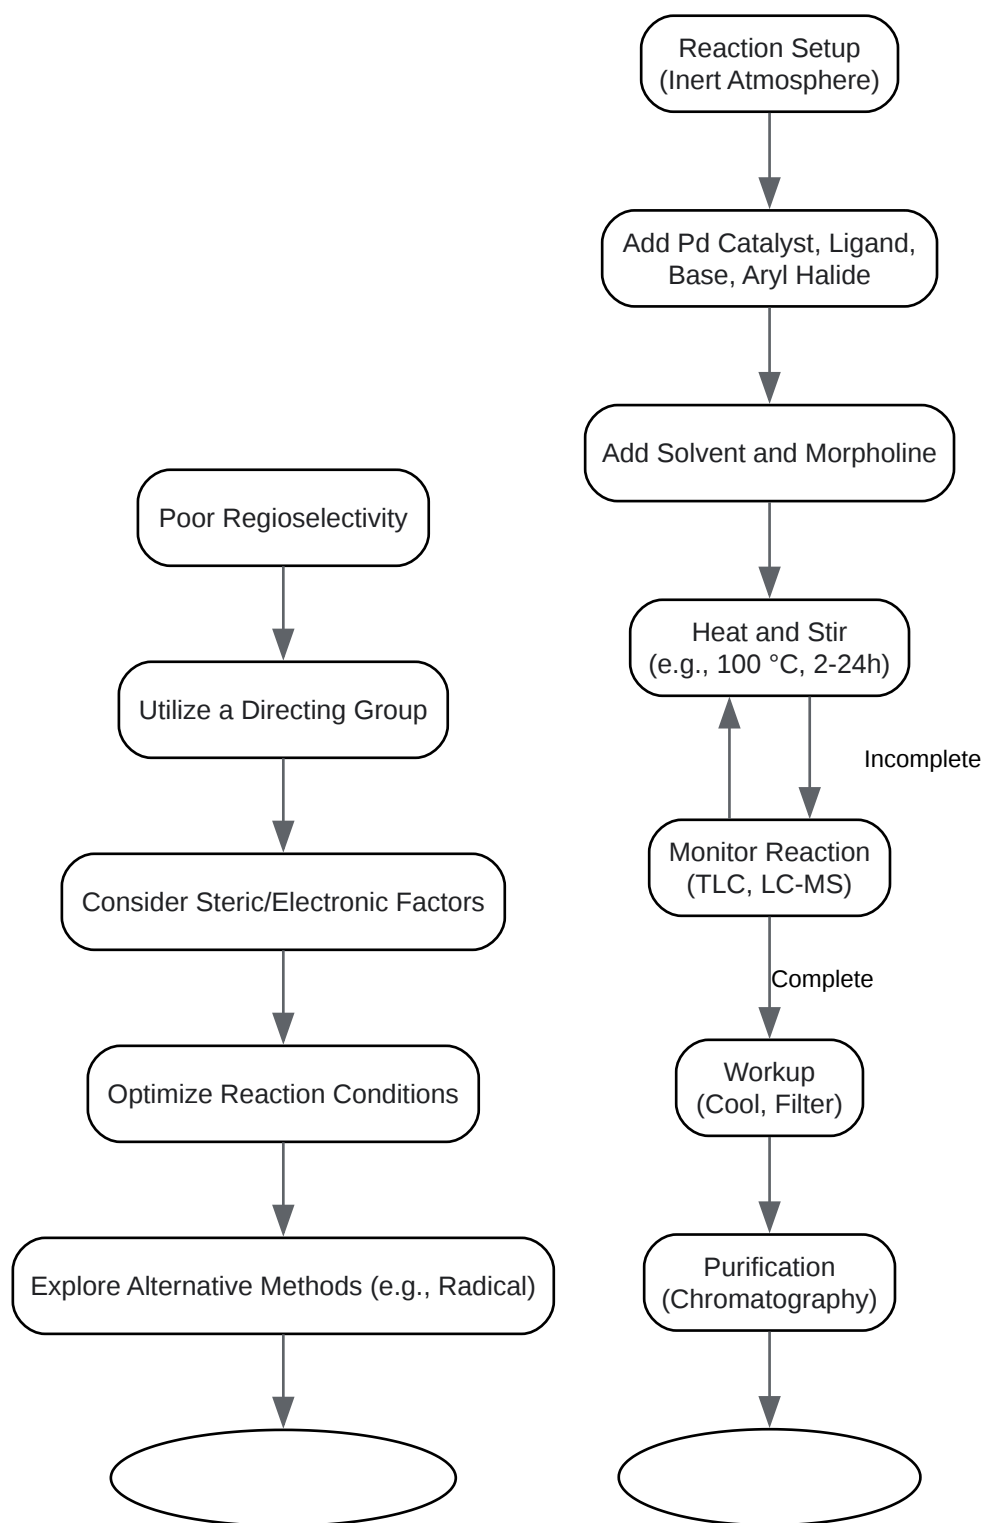 Reaction Setup
(Inert Atmosphere)
Add Pd Catalyst, Ligand,
Base, Aryl Halide
Add Solvent and Morpholine
Heat and Stir
(e.g., 100 °C, 2-24h)
Incomplete
Monitor Reaction
(TLC, LC-MS)
Complete
Workup
(Cool, Filter)
Purification
(Chromatography)
Poor Regioselectivity
Utilize a Directing Group
Consider Steric/Electronic Factors
Optimize Reaction Conditions
Explore Alternative Methods (e.g., Radical)